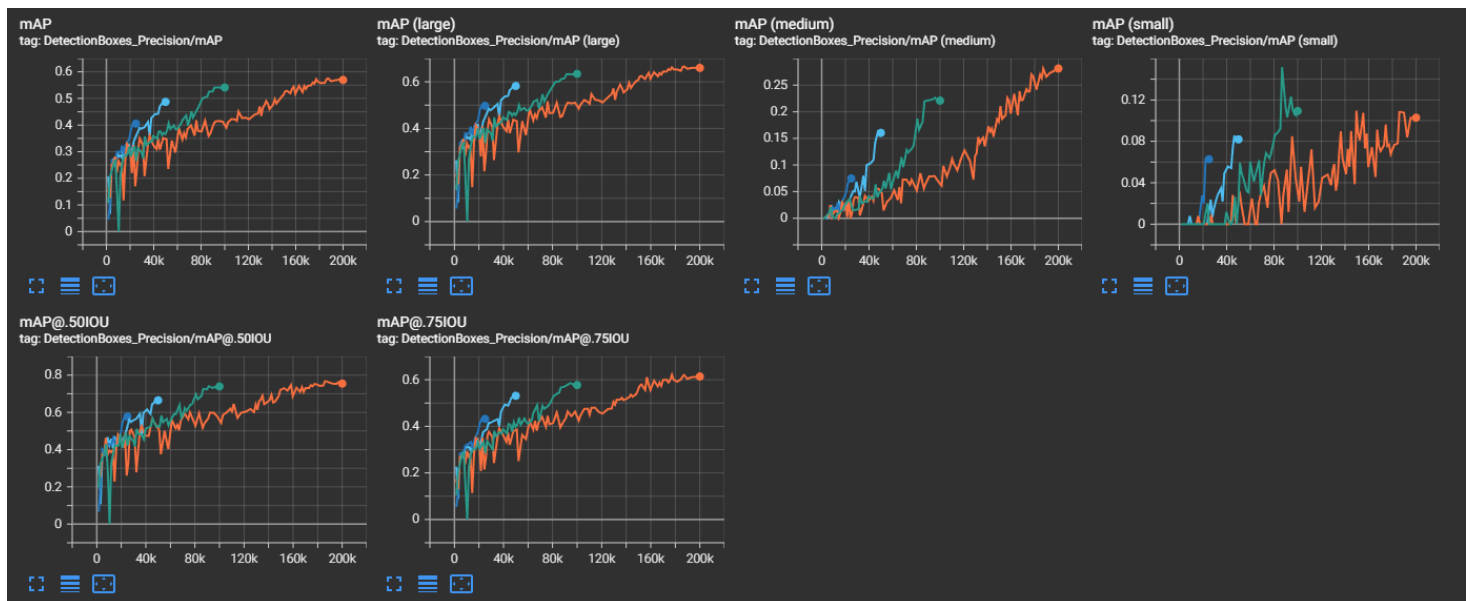 mAP
tag: DetectionBoxes_Precision/mAP
0.6
0.5
0.4
0.3
0.2
0.1
0
0 40k 80k 120k 160k 200k
mAP (large)
tag: DetectionBoxes_Precision/mAP (large)
0.6
0.4
0.2
0
0 40k 80k 120k 160k 200k
mAP (medium)
tag: DetectionBoxes_Precision/mAP (medium)
0.25
0.2
0.15
0.1
0.05
0
0 40k 80k 120k 160k 200k
mAP (small)
tag: DetectionBoxes_Precision/mAP (small)
0.12
0.08
0.04
0
0 40k 80k 120k 160k 200k
mAP@.50IOU
tag: DetectionBoxes_Precision/mAP@.50IOU
0.8
0.6
0.4
0.2
0
0 40k 80k 120k 160k 200k
mAP@.75IOU
tag: DetectionBoxes_Precision/mAP@.75IOU
0.6
0.4
0.2
0
0 40k 80k 120k 160k 200k